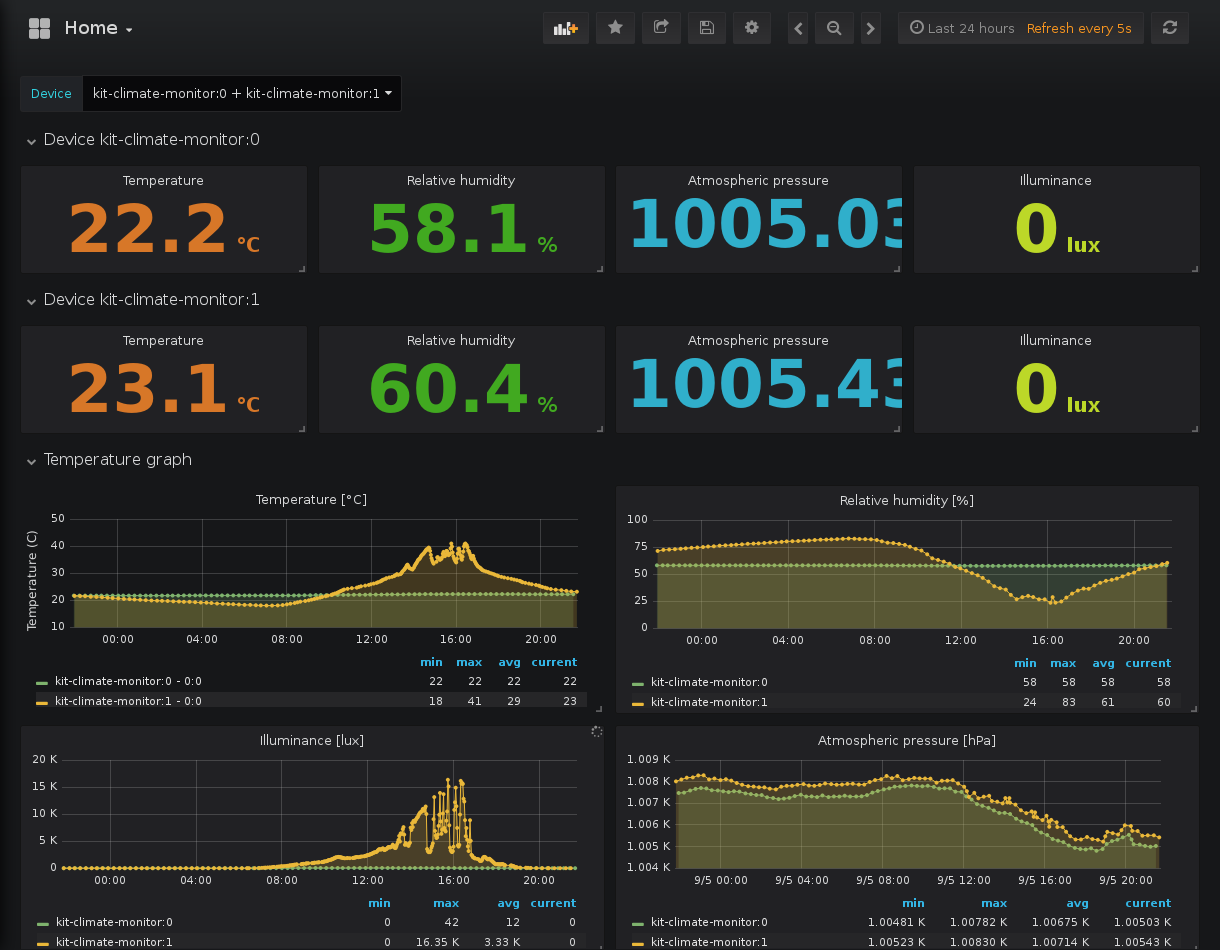 Home
Last 24 hours Refresh every 5s
Device kit-climate-monitor:0 + kit-climate-monitor:1
Device kit-climate-monitor:0
Temperature
22.2 °C
Relative humidity
58.1 %
Atmospheric pressure
1005.03
Illuminance
0 lux
Device kit-climate-monitor:1
Temperature
23.1 °C
Relative humidity
60.4 %
Atmospheric pressure
1005.43
Illuminance
0 lux
Temperature graph
Temperature [°C]
Temperature (C)
50
40
30
20
10
00:00 04:00 08:00 12:00 16:00 20:00
min max avg current
kit-climate-monitor:0 - 0:0 22 22 22 22
kit-climate-monitor:1 - 0:0 18 41 29 23
Relative humidity [%]
100
75
50
25
0
00:00 04:00 08:00 12:00 16:00 20:00
min max avg current
kit-climate-monitor:0 58 58 58 58
kit-climate-monitor:1 24 83 61 60
Illuminance [lux]
20 K
15 K
10 K
5 K
0
00:00 04:00 08:00 12:00 16:00 20:00
min max avg current
kit-climate-monitor:0 0 42 12 0
kit-climate-monitor:1 0 16.35 K 3.33 K 0
Atmospheric pressure [hPa]
1.009 K
1.008 K
1.007 K
1.006 K
1.005 K
1.004 K
9/5 00:00 9/5 04:00 9/5 08:00 9/5 12:00 9/5 16:00 9/5 20:00
min max avg current
kit-climate-monitor:0 1.00481 K 1.00782 K 1.00675 K 1.00503 K
kit-climate-monitor:1 1.00523 K 1.00830 K 1.00714 K 1.00543 K